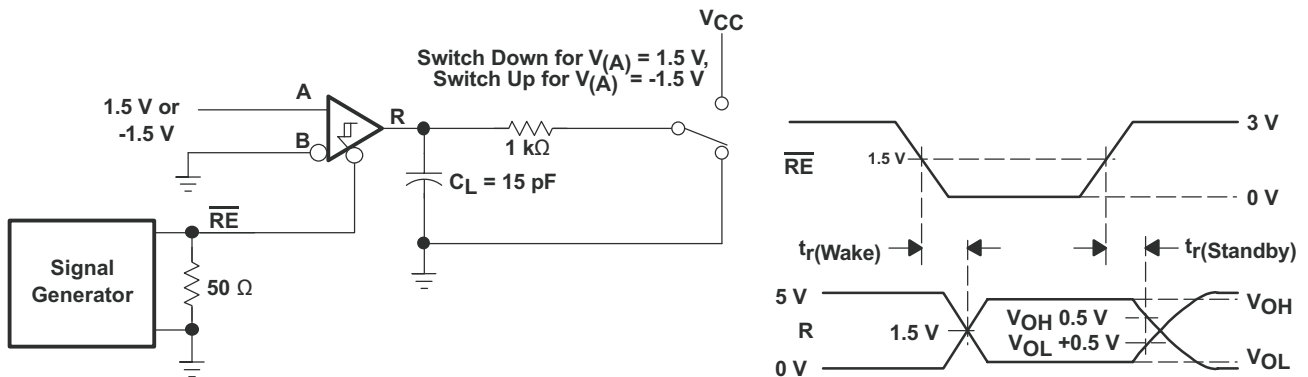 VCC
Switch Down for V(A) = 1.5 V,
Switch Up for V(A) = -1.5 V
A
1.5 V or
-1.5 V
B
R
1 kΩ
CL = 15 pF
RE
Signal
Generator
50 Ω
3 V
1.5 V
RE
0 V
tr(Wake)
tr(Standby)
5 V
R
0 V
1.5 V
VOH 0.5 V
VOL +0.5 V
VOH
VOL